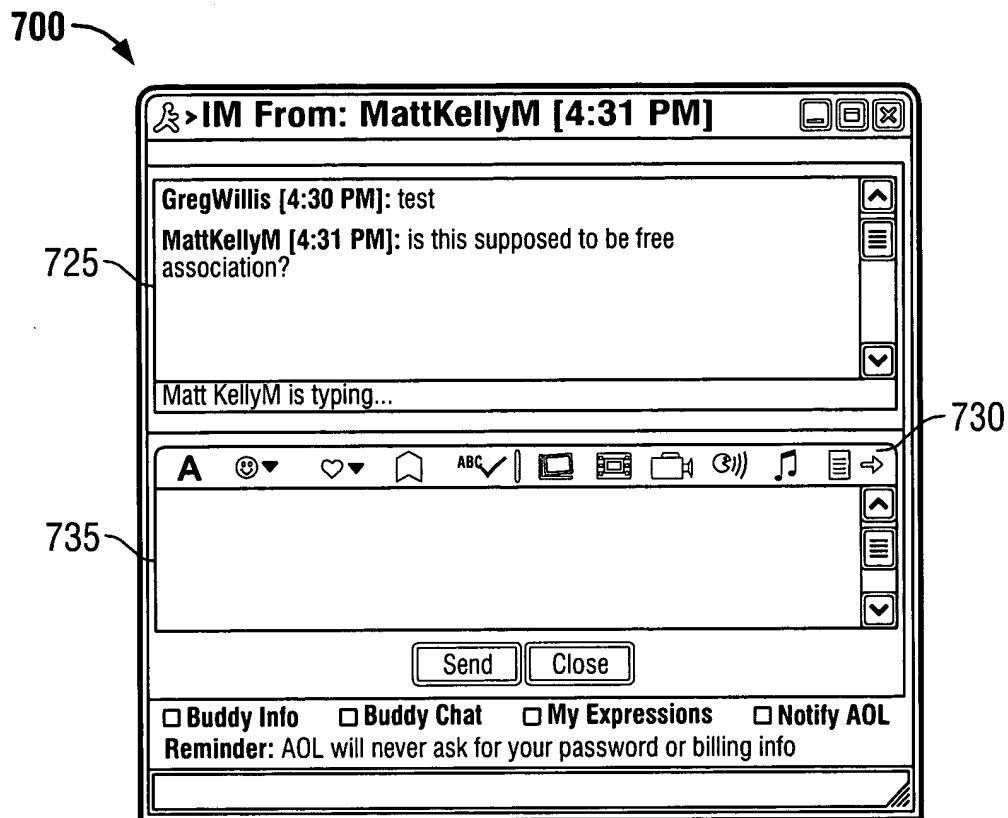 700
>IM From: MattKellyM [4:31 PM]
GregWillis [4:30 PM]: test
MattKellyM [4:31 PM]: is this supposed to be free
association?
725
Matt KellyM is typing...
730
A ABC
735
Send Close
Buddy Info Buddy Chat My Expressions Notify AOL
Reminder: AOL will never ask for your password or billing info